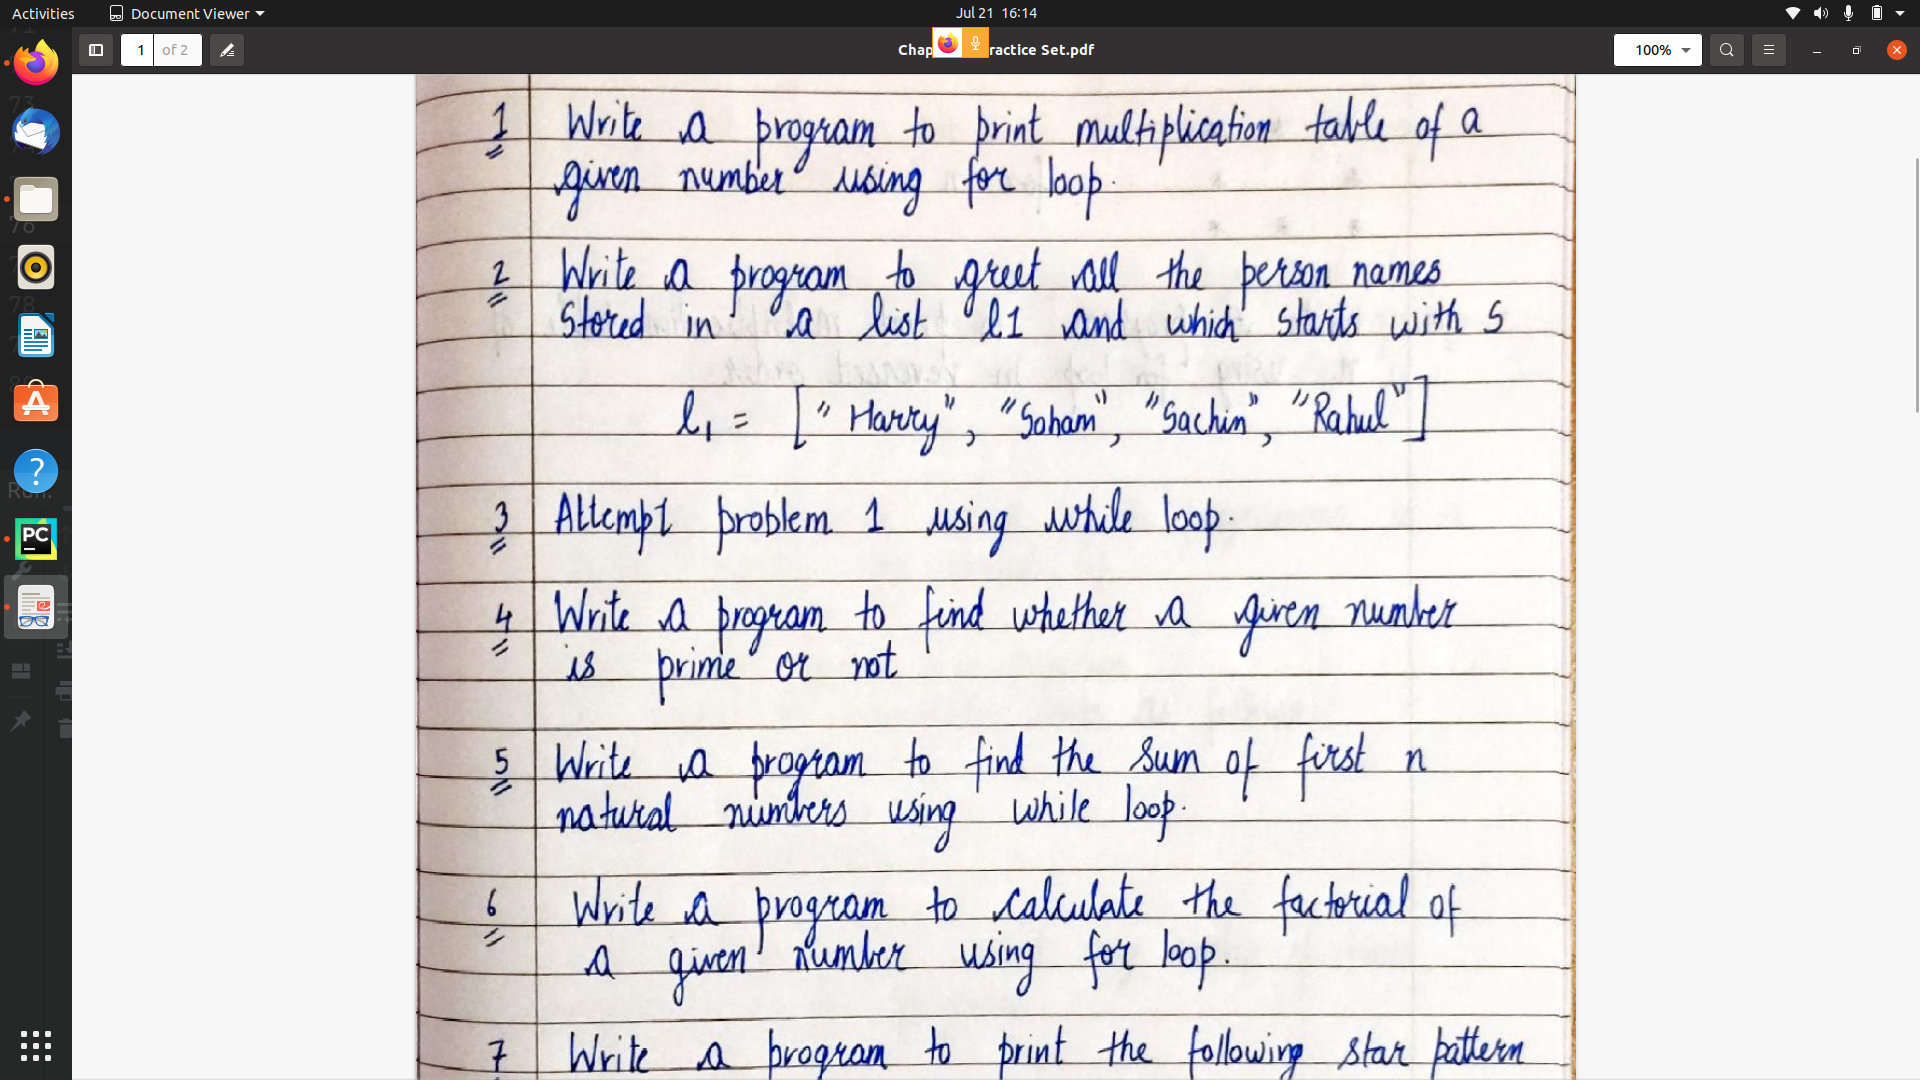 Activities
Document Viewer
Jul 21 16:14
1 of 2
Chap ractice Set.pdf
100%
1 Write a program to print multiplication table of a
given number using for loop.
2 Write a program to greet all the person names
Stored in a list l1 and which starts with S
l1 = ["Harry", "Soham", "Sachin", "Rahul"]
3 Attempt problem 1 using while loop.
4 Write a program to find whether a given number
is prime or not
5 Write a program to find the sum of first n
natural numbers using while loop.
6 Write a program to calculate the factorial of
a given number using for loop.
7 Write a program to print the following star pattern
PC